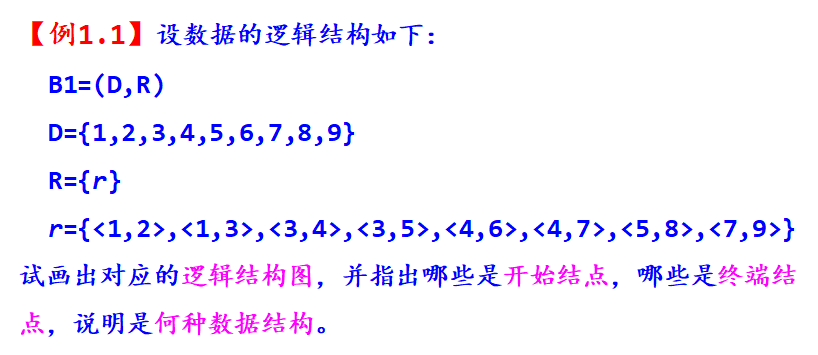 【例1.1】设数据的逻辑结构如下：
B1=(D,R)
D={1,2,3,4,5,6,7,8,9}
R={r}
r={<1,2>,<1,3>,<3,4>,<3,5>,<4,6>,<4,7>,<5,8>,<7,9>}
试画出对应的逻辑结构图，并指出哪些是开始结点，哪些是终端结
点，说明是何种数据结构。